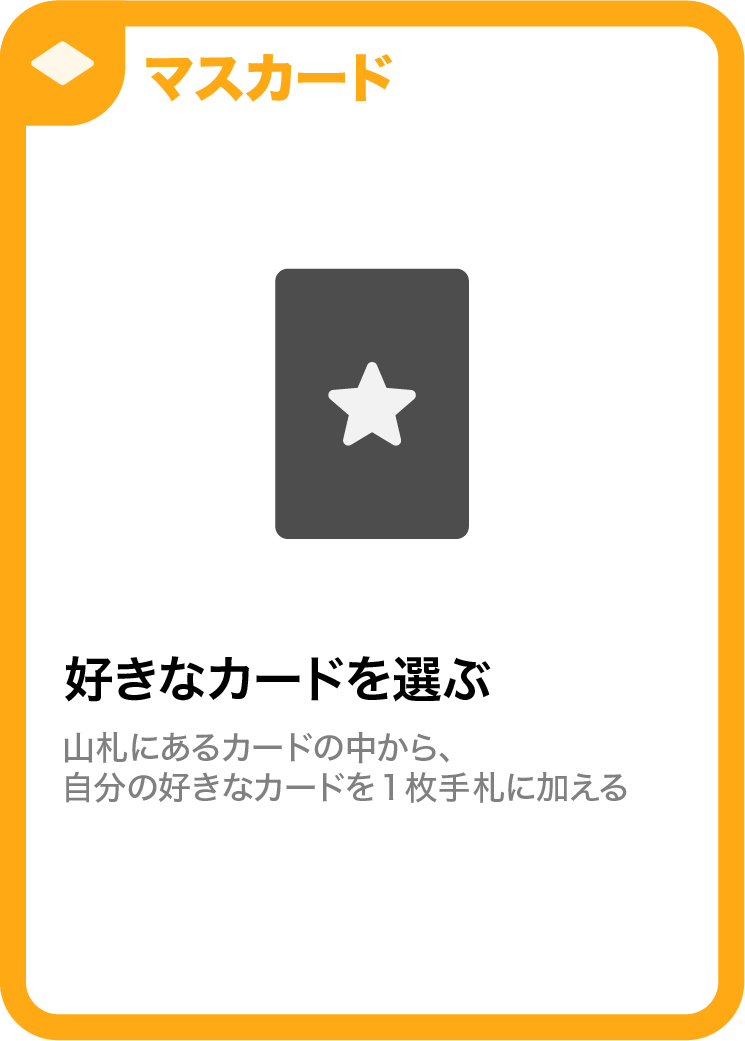 マスカード
好きなカードを選ぶ
山札にあるカードの中から、
自分の好きなカードを1枚手札に加える